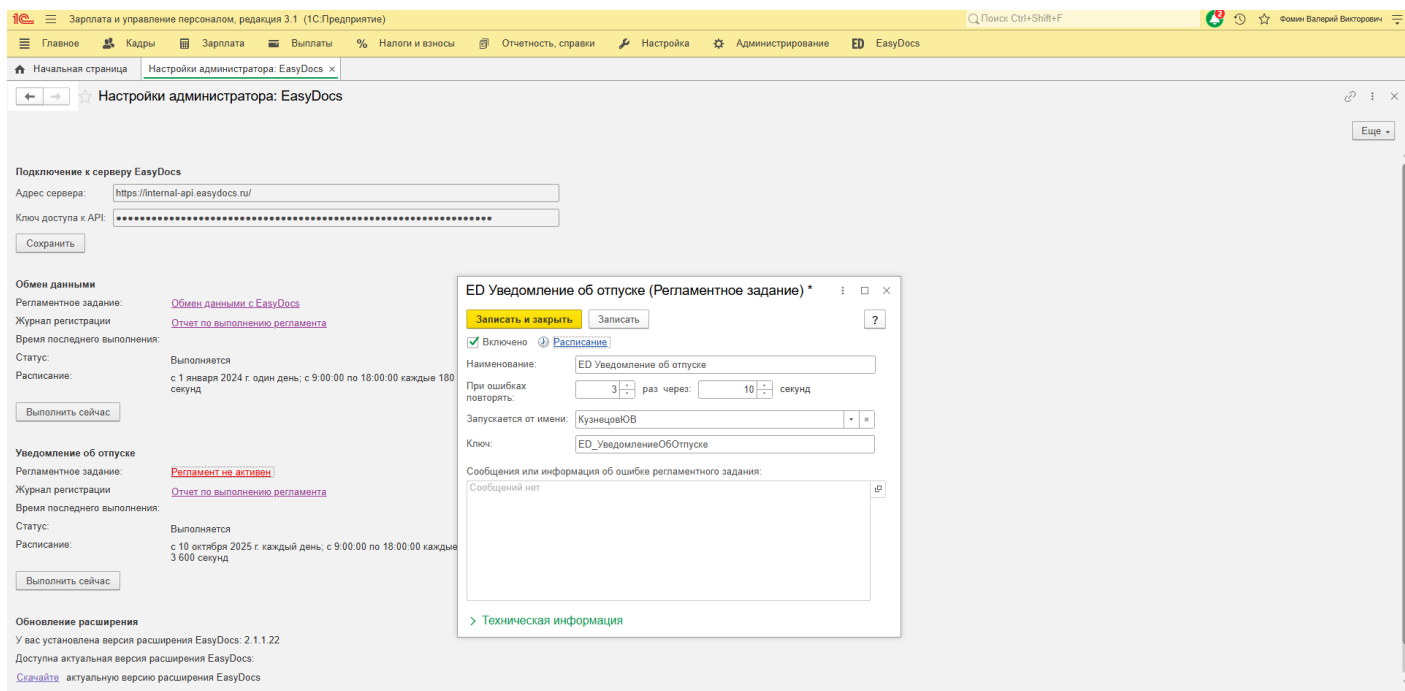 1С Зарплата и управление персоналом, редакция 3.1 (1С:Предприятие) Поиск Ctrl+Shift+F 2 Фомин Валерий Викторович
Главное Кадры Зарплата Выплаты % Налоги и взносы Отчетность, справки Настройка Администрирование ED EasyDocs
Начальная страница Настройки администратора: EasyDocs ×
Настройки администратора: EasyDocs
Еще
Подключение к серверу EasyDocs
Адрес сервера: https://internal-api.easydocs.ru/
Ключ доступа к API:
Сохранить
Обмен данными
Регламентное задание: Обмен данными с EasyDocs
Журнал регистрации Отчет по выполнению регламента
Время последнего выполнения:
Статус: Выполняется
Расписание: с 1 января 2024 г. один день; с 9:00:00 по 18:00:00 каждые 180
секунд
Выполнить сейчас
Уведомление об отпуске
Регламентное задание: Регламент не активен
Журнал регистрации Отчет по выполнению регламента
Время последнего выполнения:
Статус: Выполняется
Расписание: с 10 октября 2025 г. каждый день; с 9:00:00 по 18:00:00 каждые
3 600 секунд
Выполнить сейчас
Обновление расширения
У вас установлена версия расширения EasyDocs: 2.1.1.22
Доступна актуальная версия расширения EasyDocs:
Скачайте актуальную версию расширения EasyDocs
ED Уведомление об отпуске (Регламентное задание) *
Записать и закрыть Записать ?
Включено Расписание
Наименование: ED Уведомление об отпуске
При ошибках
повторять: 3 раз через: 10 секунд
Запускается от имени: КузнецовЮВ
Ключ: ED_УведомлениеОбОтпуске
Сообщения или информация об ошибке регламентного задания:
Сообщений нет
Техническая информация